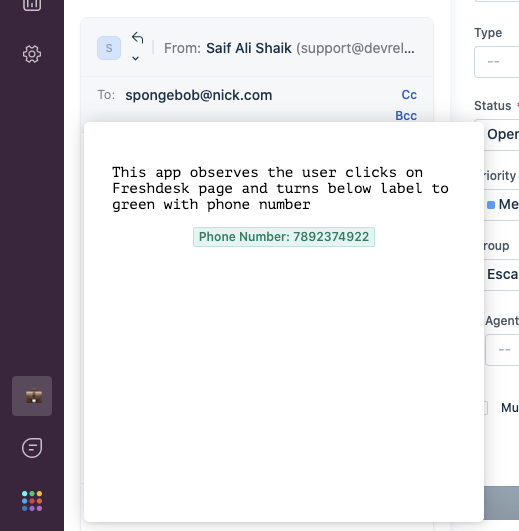 Type
--
S
From: Saif Ali Shaik (support@devrel...
Status *
To: spongebob@nick.com
Cc
Bcc
Oper
riority
Me
roup
Esca
Agent
--
Mu
This app observes the user clicks on
Freshdesk page and turns below label to
green with phone number
Phone Number: 7892374922